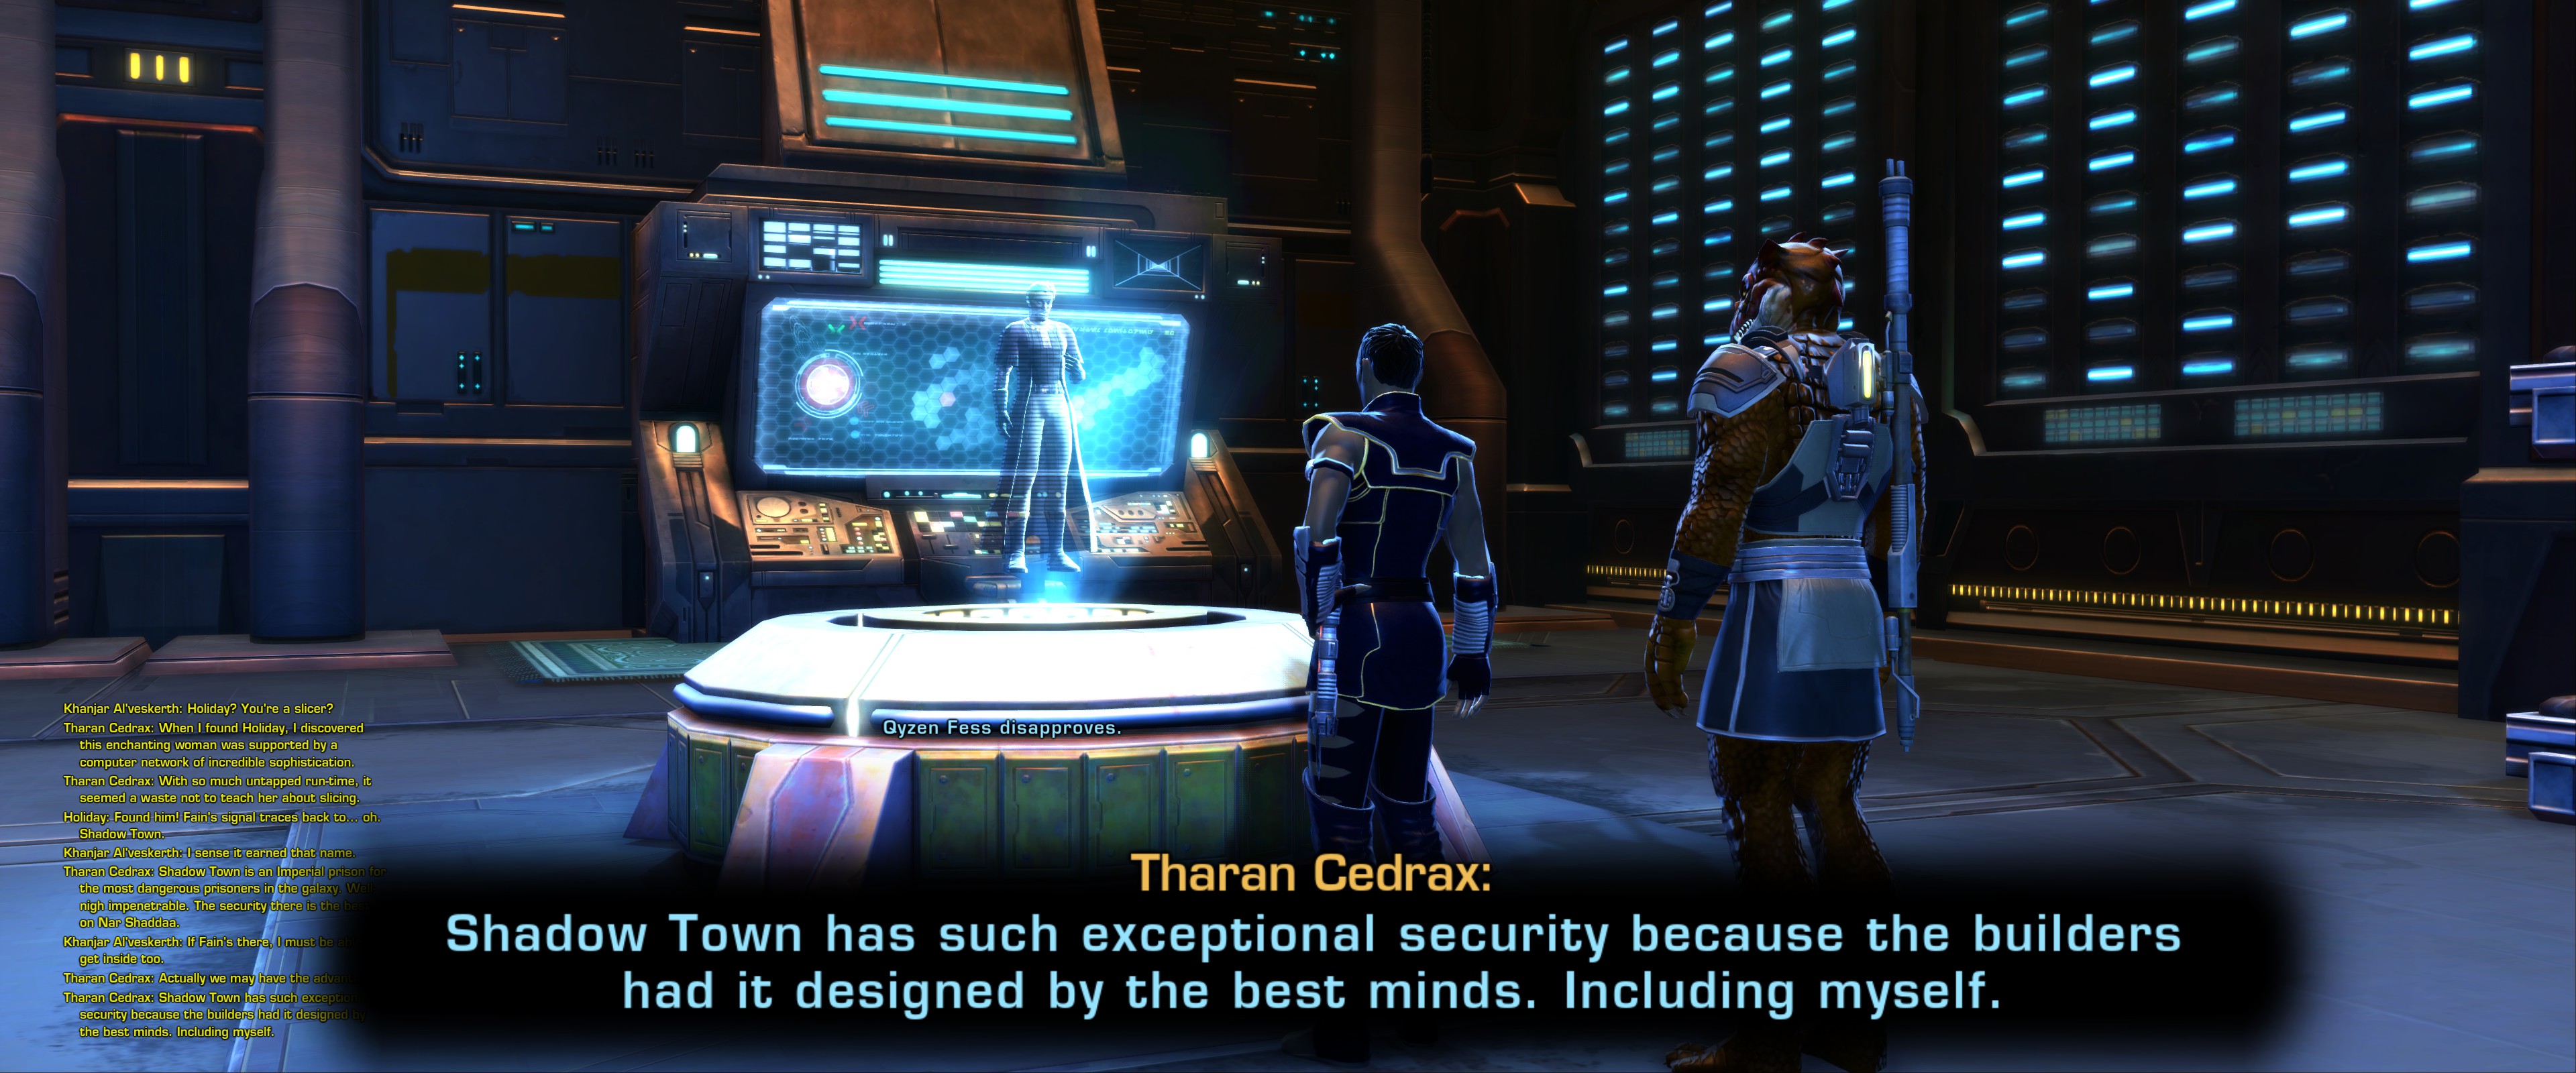 Khanjar Al'veskerth: Holiday? You're a slicer?
Tharan Cedrax: When I found Holiday, I discovered
this enchanting woman was supported by a
computer network of incredible sophistication.
Tharan Cedrax: With so much untapped run-time, it
seemed a waste not to teach her about slicing.
Holiday: Found him! Fain's signal traces back to... oh.
Shadow Town.
Khanjar Al'veskerth: I sense it earned that name.
Tharan Cedrax: Shadow Town is an Imperial prison for
the most dangerous prisoners in the galaxy. Well
nigh impenetrable. The security there is the
on Nar Shaddaa.
Khanjar Al'veskerth: If Fain's there, I must be
get inside too.
Tharan Cedrax: Actually we may have the
Tharan Cedrax: Shadow Town has such
security because the builders had it designed by
the best minds. Including myself.
Qyzen Fess disapproves.
Tharan Cedrax:
Shadow Town has such exceptional security because the builders
had it designed by the best minds. Including myself.